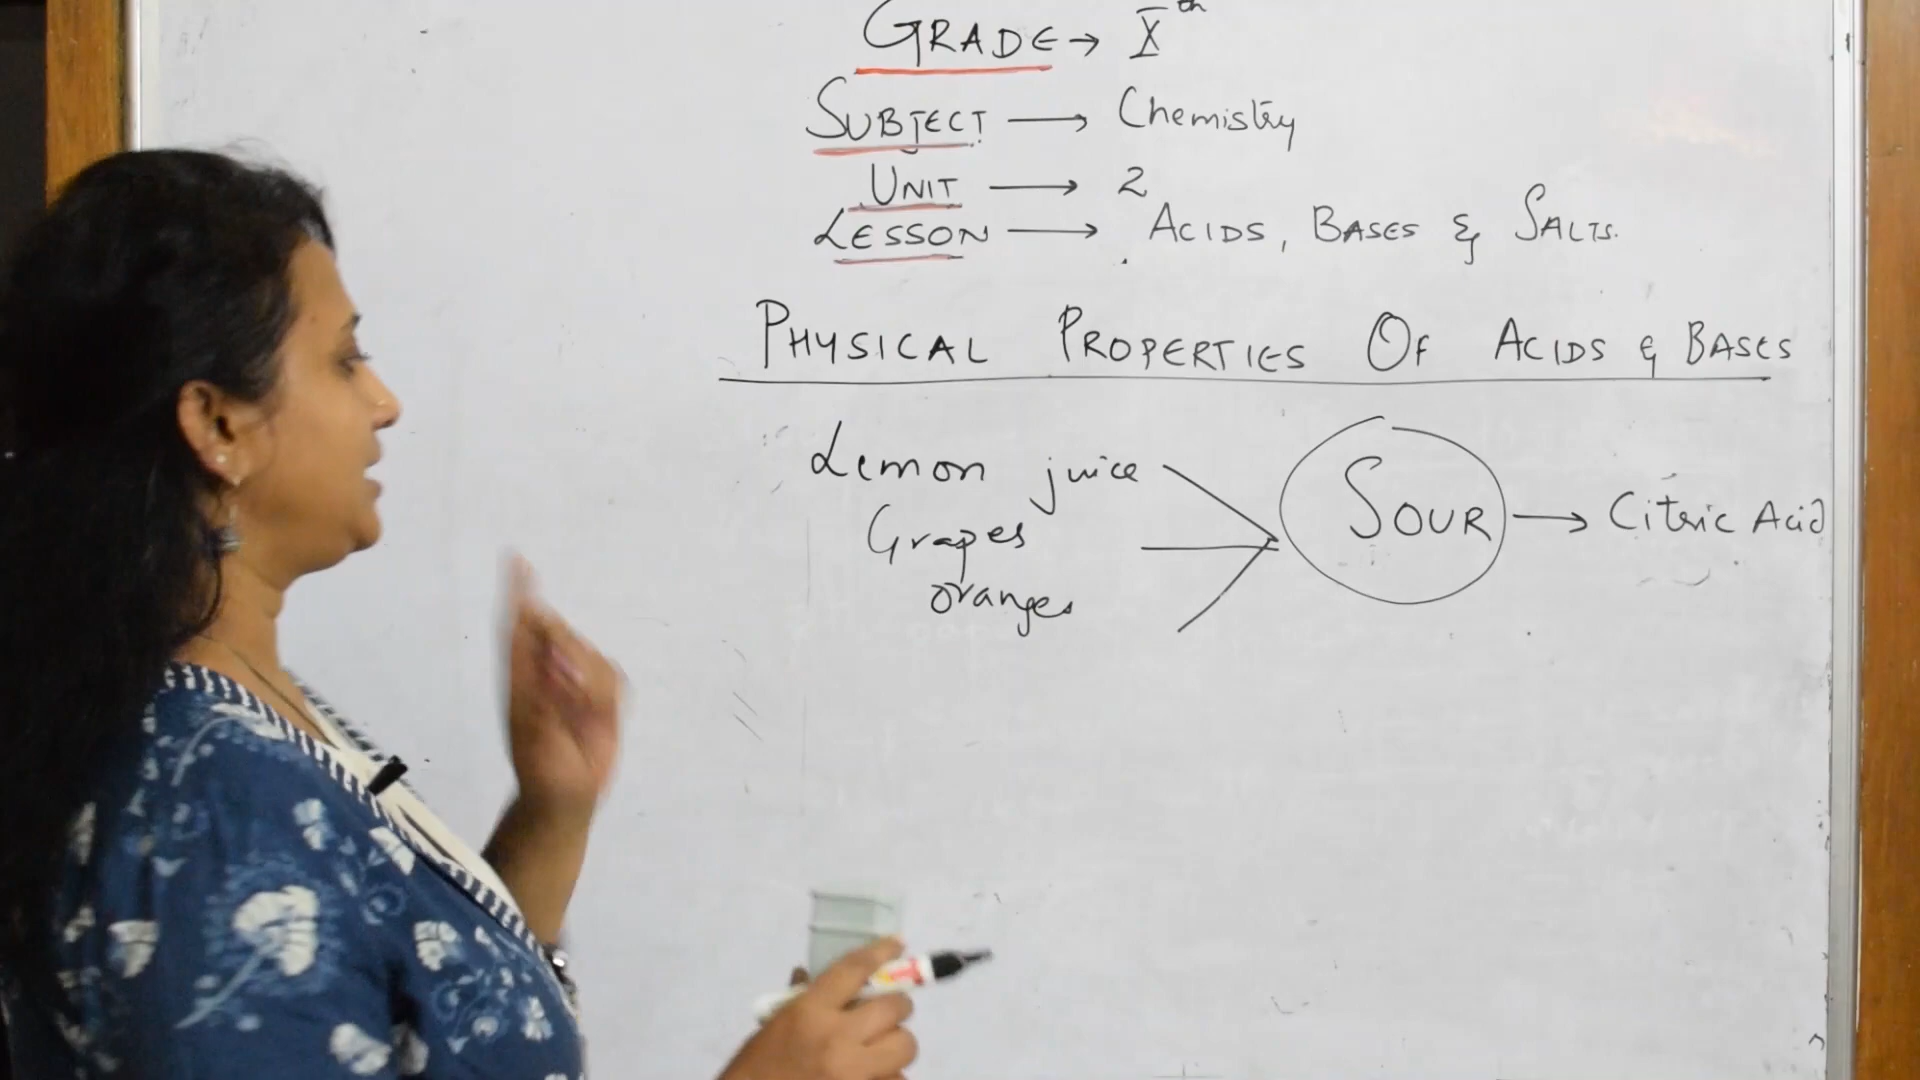 GRADE → Xth
SUBJECT → Chemistry
UNIT → 2
LESSON → ACIDS, BASES & SALTS.
PHYSICAL PROPERTIES OF ACIDS & BASES
Lemon juice
Grapes
oranges
SOUR → Citric Acid